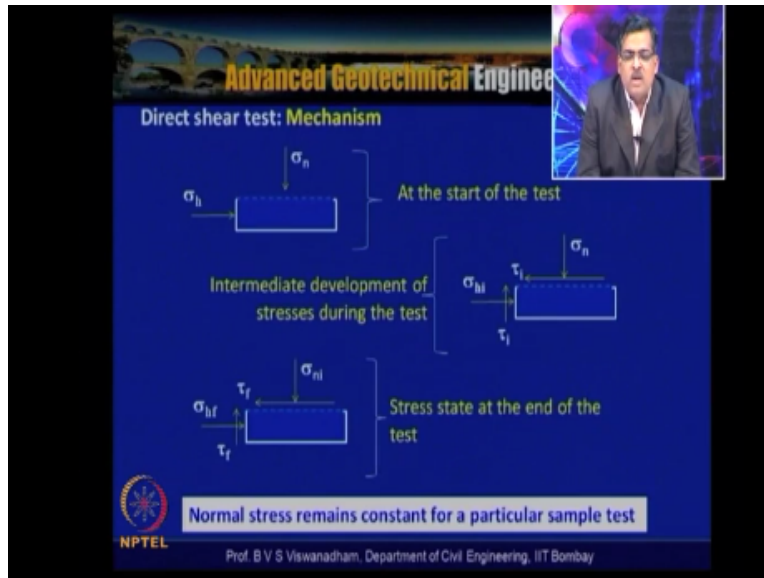 Advanced Geotechnical Enginee
Direct shear test: Mechanism
σn
σh
At the start of the test
Intermediate development of
stresses during the test
σn
τi
σhi
τi
σni
τf
σhf
τf
Stress state at the end of the
test
Normal stress remains constant for a particular sample test
NPTEL
Prof. B V S Viswanadham, Department of Civil Engineering, IIT Bombay